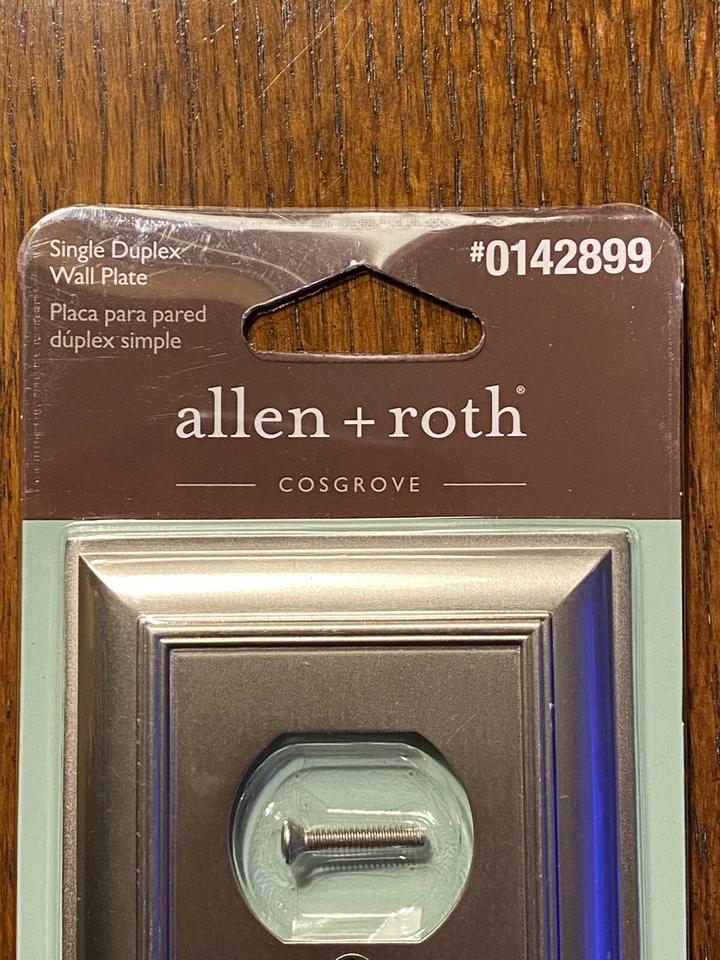 Single Duplex
Wall Plate
Placa para pared
dúplex simple
#0142899
allen + roth®
COSGROVE